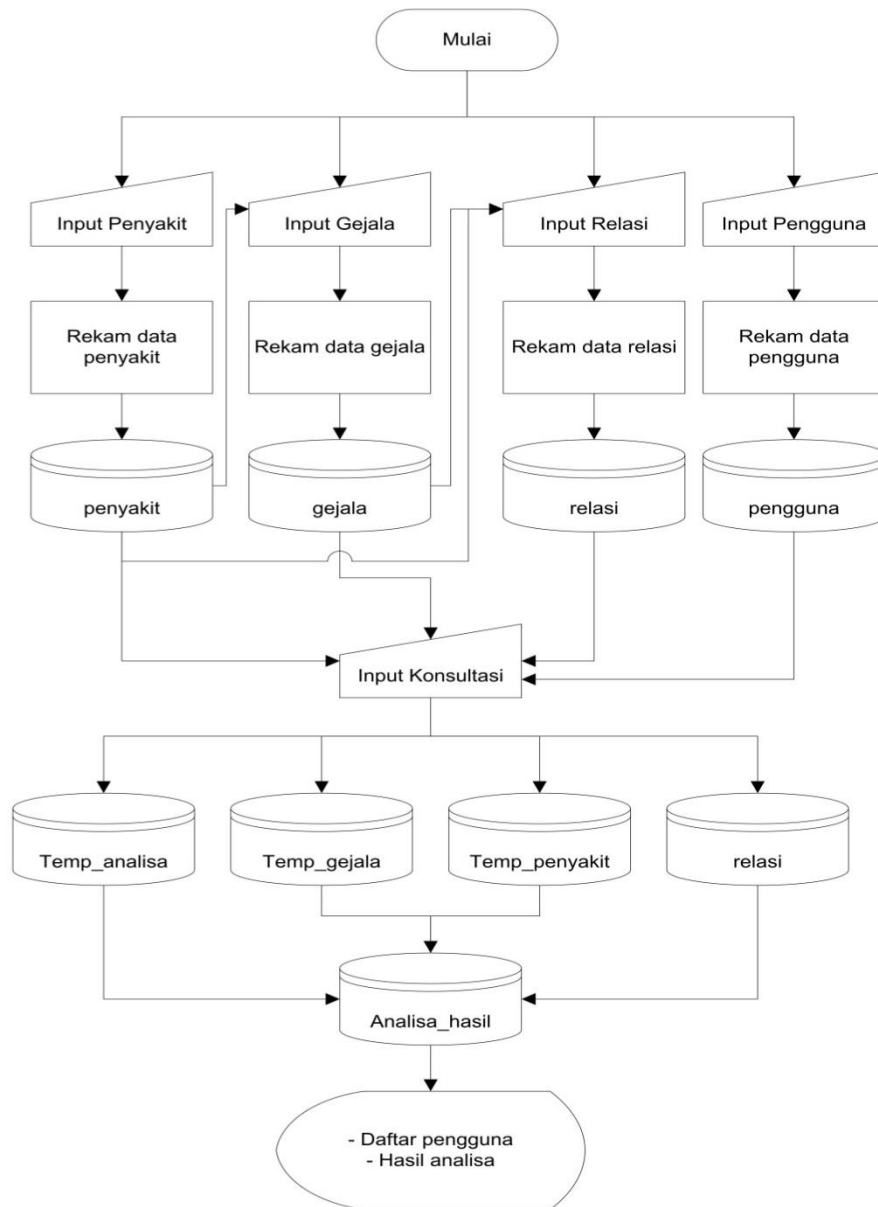 Mulai
Input Penyakit
Input Gejala
Input Relasi
Input Pengguna
Rekam data
penyakit
Rekam data gejala
Rekam data relasi
Rekam data
pengguna
penyakit
gejala
relasi
pengguna
Input Konsultasi
Temp_analisa
Temp_gejala
Temp_penyakit
relasi
Analisa_hasil
- Daftar pengguna
- Hasil analisa